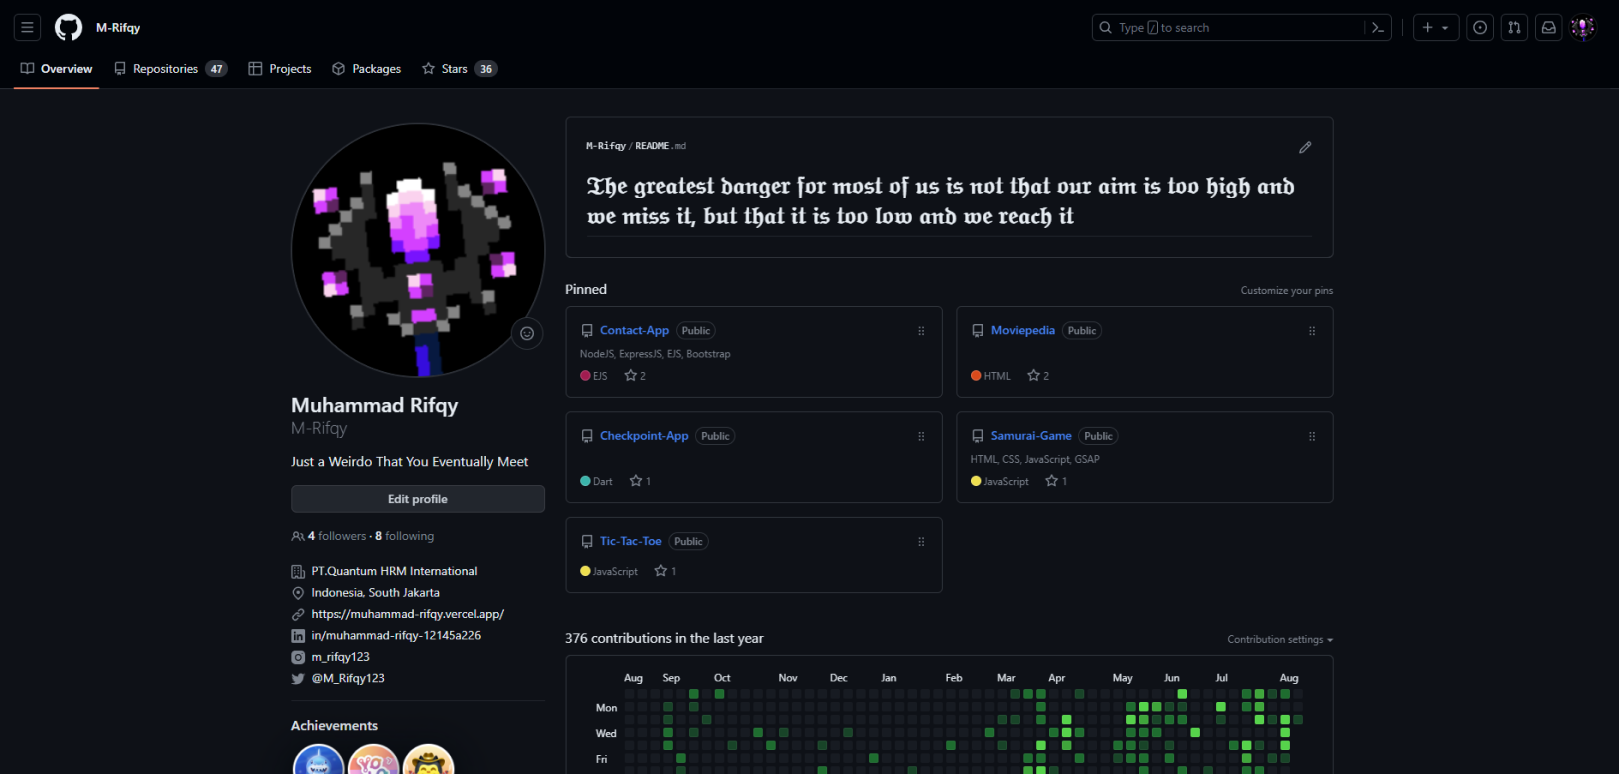 M-Rifqy
Type / to search
Overview
Repositories 47
Projects
Packages
Stars 36
M-Rifqy / README.md
The greatest danger for most of us is not that our aim is too high and
we miss it, but that it is too low and we reach it
Muhammad Rifqy
M-Rifqy
Just a Weirdo That You Eventually Meet
Edit profile
4 followers · 8 following
PT.Quantum HRM International
Indonesia, South Jakarta
https://muhammad-rifqy.vercel.app/
in/muhammad-rifqy-12145a226
m_rifqy123
@M_Rifqy123
Achievements
Pinned
Customize your pins
Contact-App Public
NodeJS, ExpressJS, EJS, Bootstrap
EJS 2
Moviepedia Public
HTML 2
Checkpoint-App Public
Dart 1
Samurai-Game Public
HTML, CSS, JavaScript, GSAP
JavaScript 1
Tic-Tac-Toe Public
JavaScript 1
376 contributions in the last year
Contribution settings
Aug Sep Oct Nov Dec Jan Feb Mar Apr May Jun Jul Aug
Mon
Wed
Fri